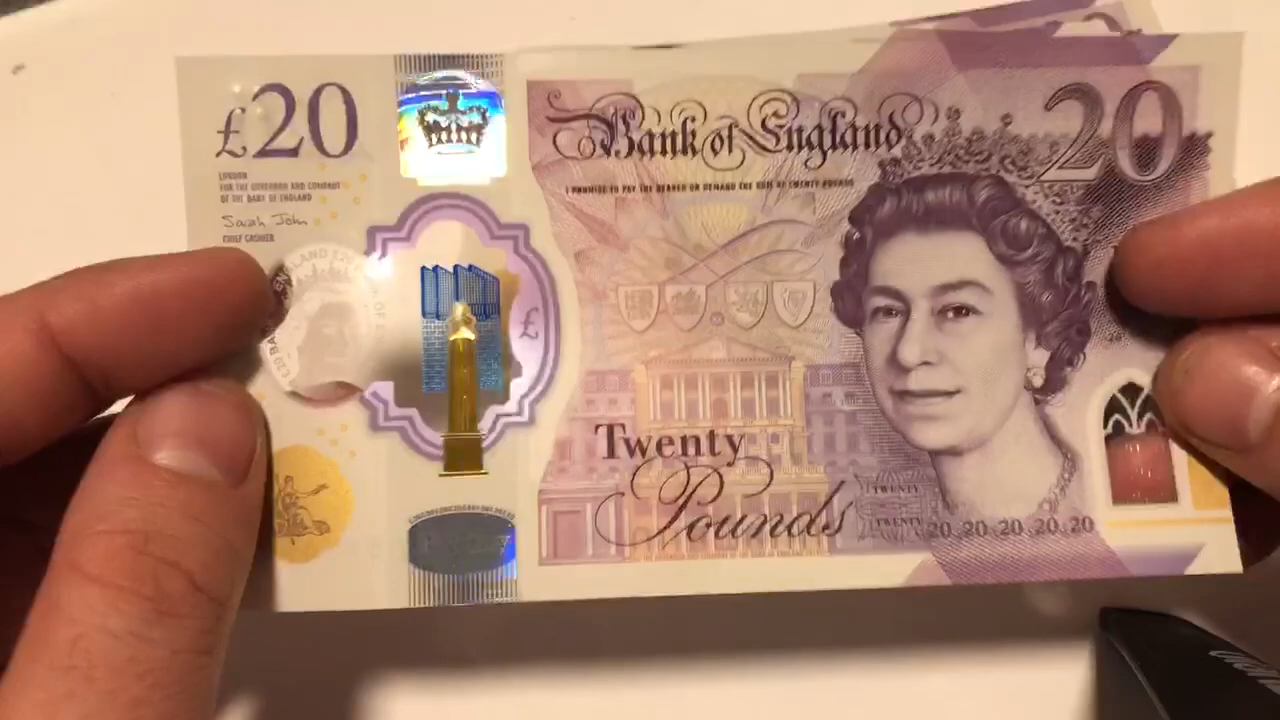 £20
LONDON
FOR THE GOVERNOR AND COMPANY
OF THE BANK OF ENGLAND
Sarah John
CHIEF CASHIER
£
Bank of England
I PROMISE TO PAY THE BEARER ON DEMAND THE SUM OF TWENTY POUNDS
20
Twenty
Pounds
TWENTY
TWENTY
20 20 20 20 20